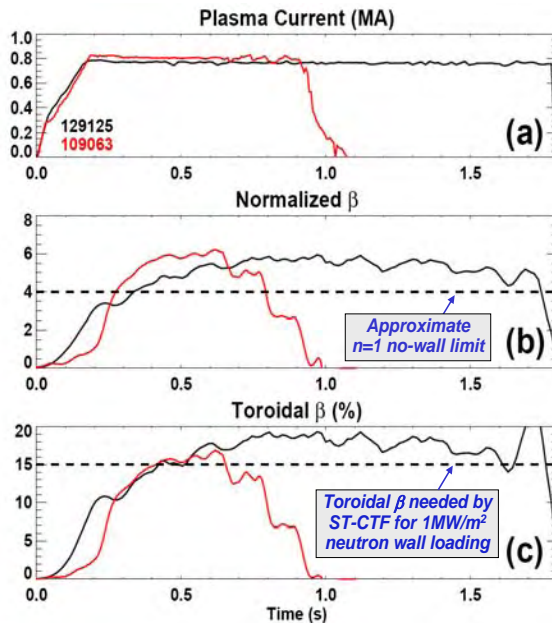 Plasma Current (MA)
1.0
0.8
0.6
0.4
0.2
0.0
129125
109063
(a)
0.0 0.5 1.0 1.5
Normalized β
8
6
4
2
0
Approximate
n=1 no-wall limit
(b)
0.0 0.5 1.0 1.5
Toroidal β (%)
20
15
10
5
0
Toroidal β needed by
ST-CTF for 1MW/m²
neutron wall loading
(c)
0.0 0.5 1.0 1.5
Time (s)